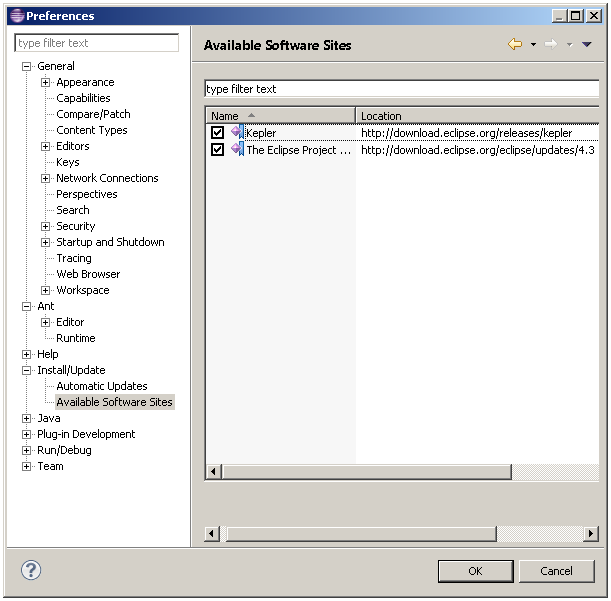 Preferences
type filter text
General
Appearance
Capabilities
Compare/Patch
Content Types
Editors
Keys
Network Connections
Perspectives
Search
Security
Startup and Shutdown
Tracing
Web Browser
Workspace
Ant
Editor
Runtime
Help
Install/Update
Automatic Updates
Available Software Sites
Java
Plug-in Development
Run/Debug
Team
Available Software Sites
type filter text
Name Location
Kepler http://download.eclipse.org/releases/kepler
The Eclipse Project ... http://download.eclipse.org/eclipse/updates/4.3
? OK Cancel